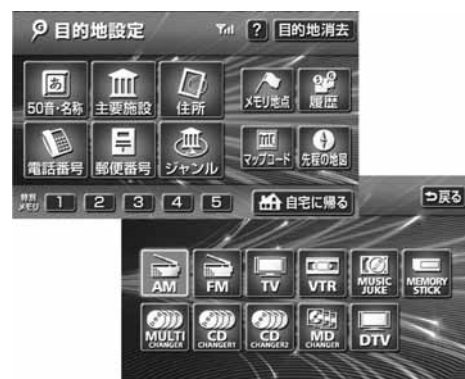 目的地設定 ? 目的地消去
あ
50音・名称 主要施設 住所 メモリ地点 履歴
電話番号 郵便番号 ジャンル マップコード 先程の地図
特別メモリ 1 2 3 4 5 自宅に帰る
戻る
AM FM TV VTR MUSIC JUKE MEMORY STICK
MULTI CHANGER CD CHANGER1 CD CHANGER2 MD CHANGER DTV